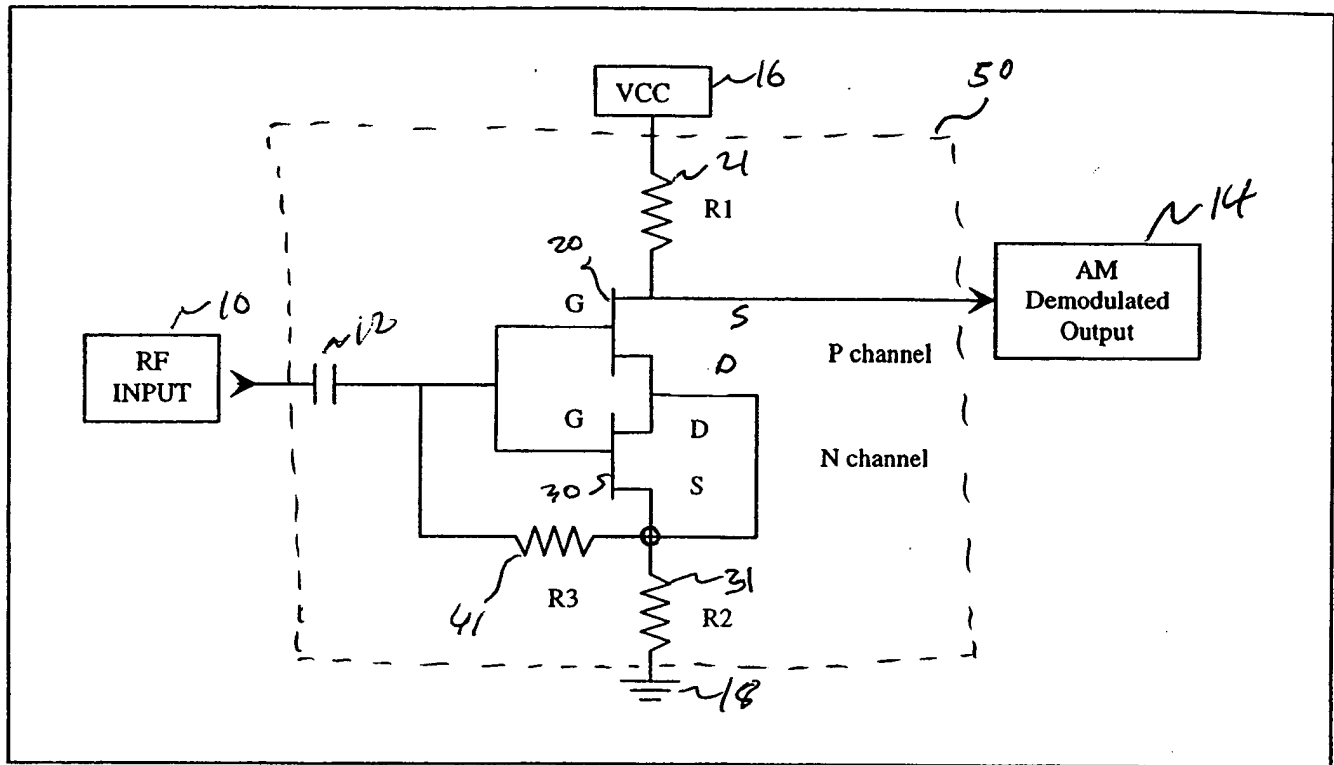 16
VCC
50
21
R1
14
20
G
S
AM
Demodulated
Output
10
12
P channel
D
RF
INPUT
G
D
N channel
30
S
31
R3
R2
41
18